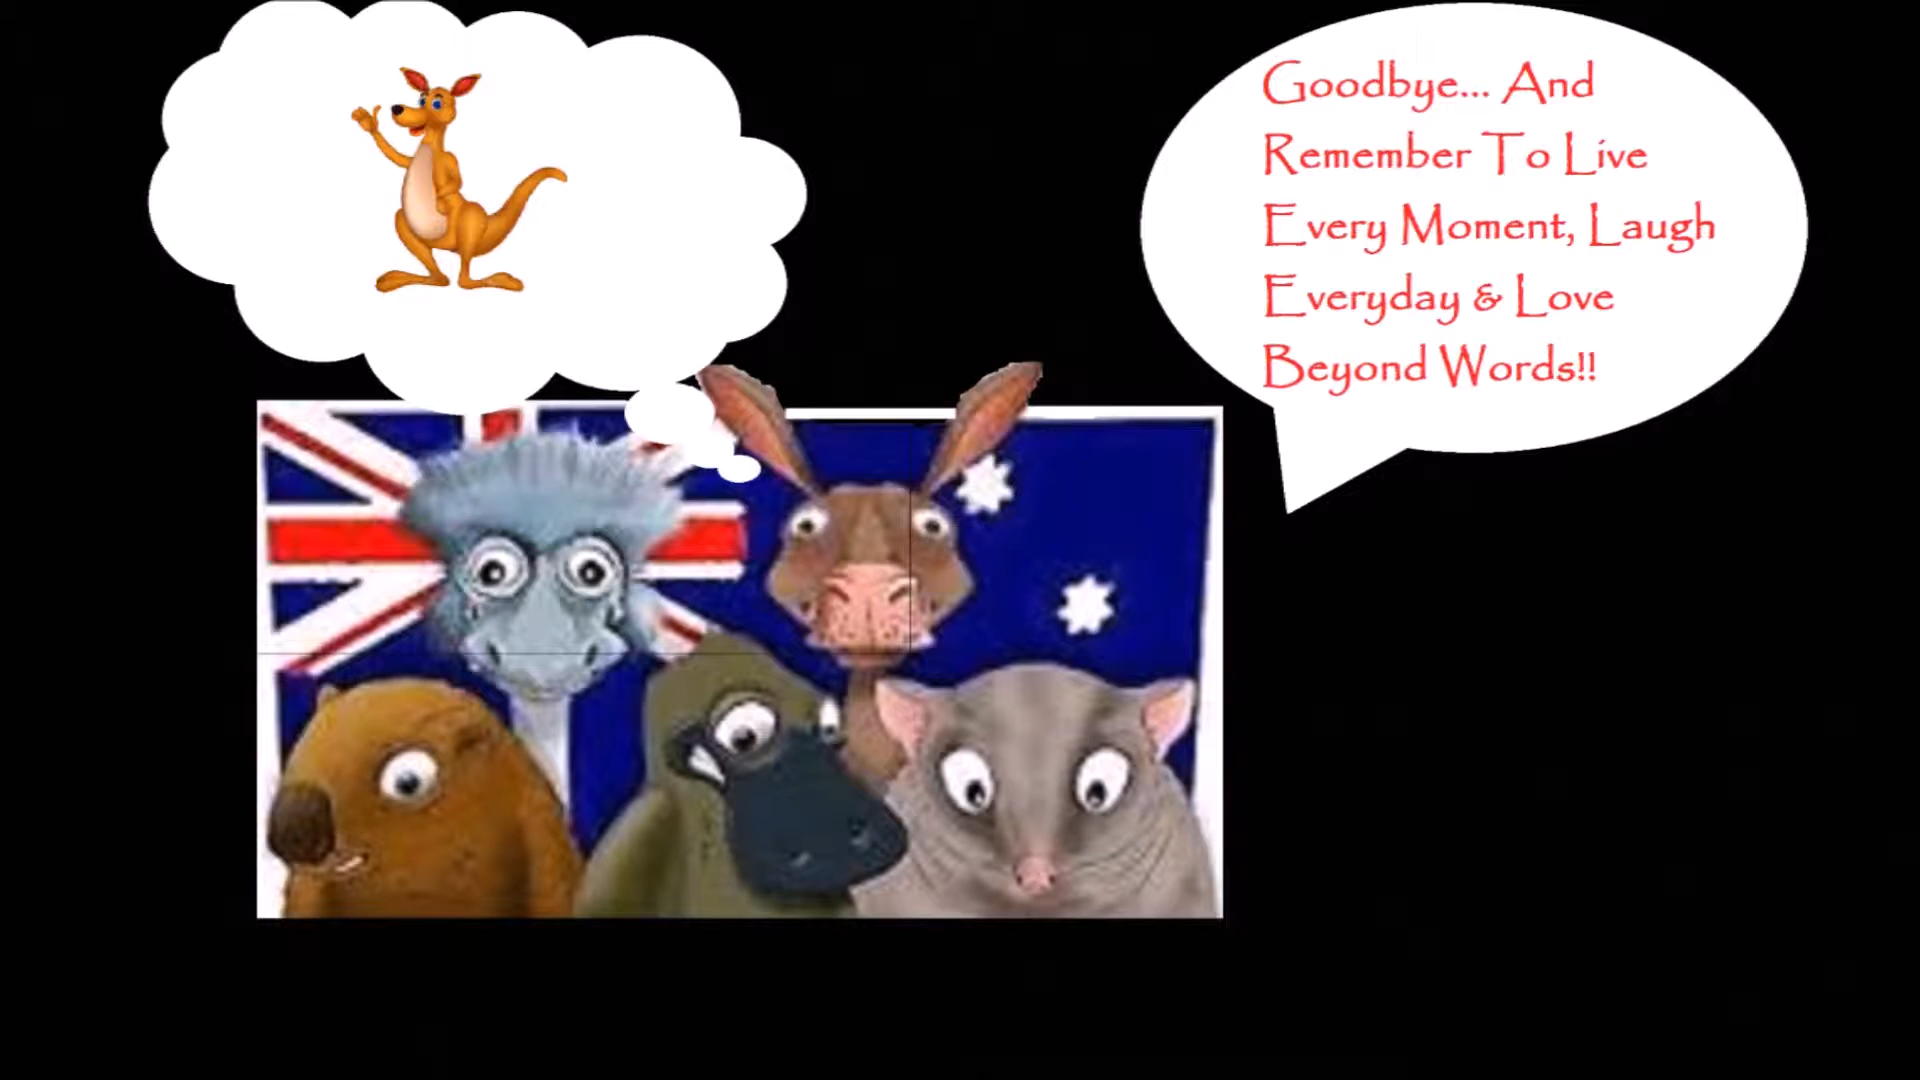 Goodbye... And
Remember To Live
Every Moment, Laugh
Everyday & Love
Beyond Words!!